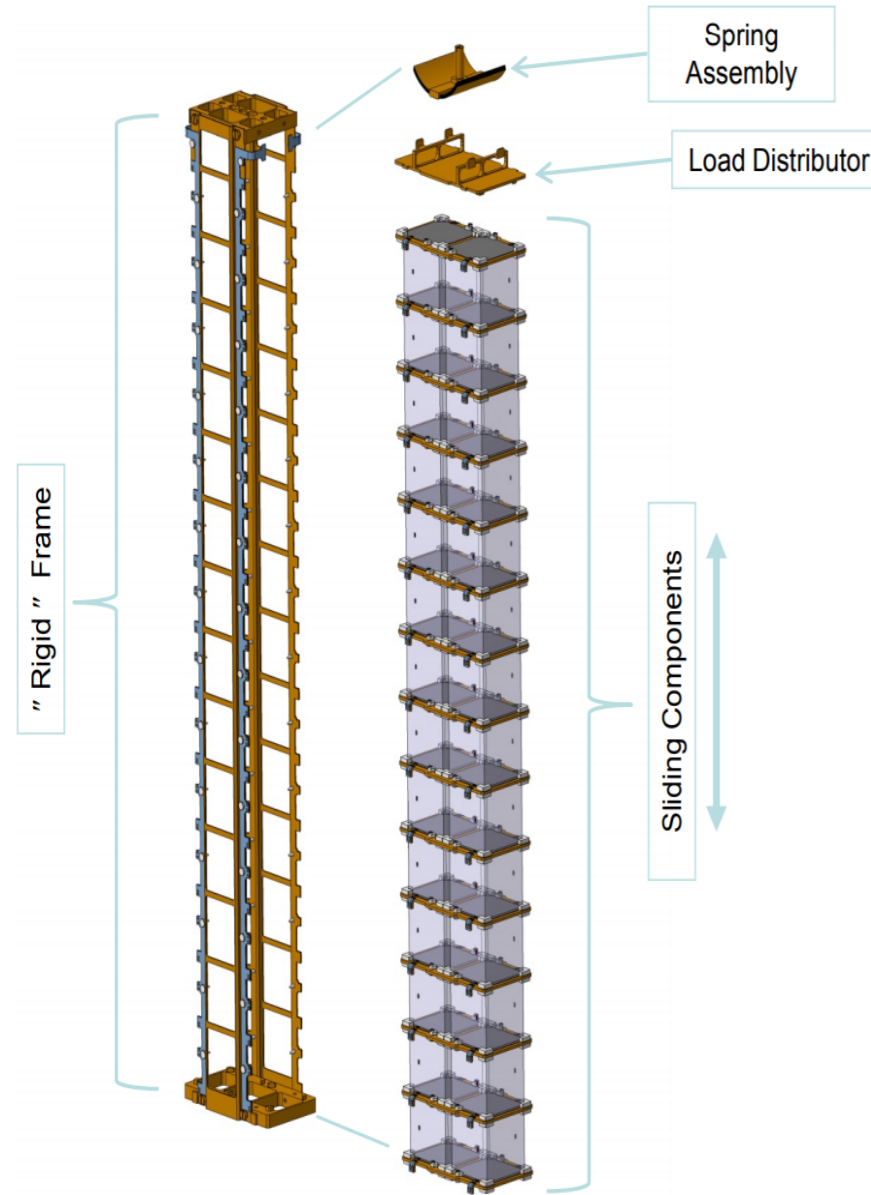 Spring
Assembly
Load Distributor
" Rigid " Frame
Sliding Components